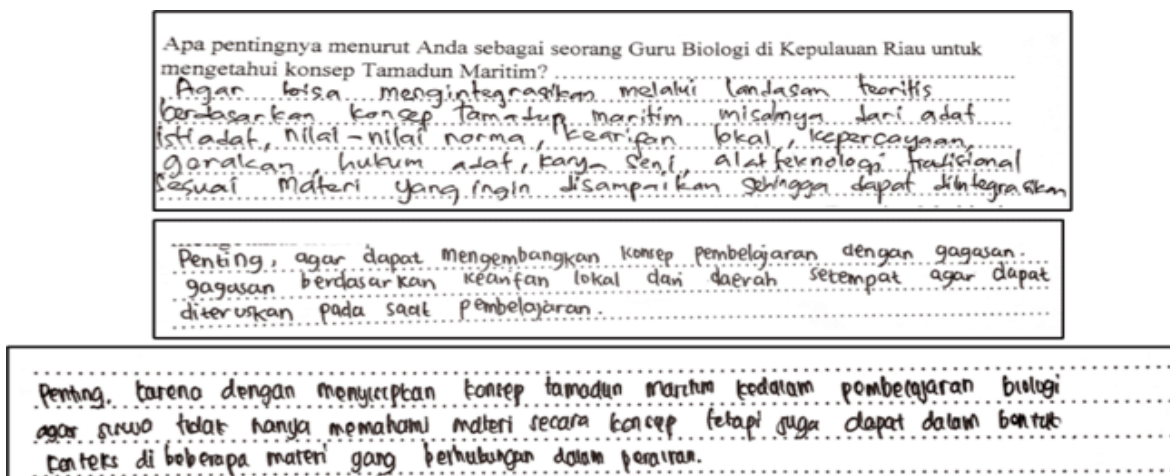 Apa pentingnya menurut Anda sebagai seorang Guru Biologi di Kepulauan Riau untuk
mengetahui konsep Tamadun Maritim? ..........
Agar bisa mengintegrasikan melalui landasan teoritis
berdasarkan konsep tamadun maritim misalnya dari adat
istiadat, nilai-nilai norma, kearifan lokal, kepercayaan,
gerakan, hukum adat, karya seni, alat teknologi tradisional
sesuai materi yang ingin disampaikan sehingga dapat diintegrasikan
Penting, agar dapat mengembangkan konsep pembelajaran dengan gagasan.
gagasan berdasarkan kearifan lokal dari daerah setempat agar dapat
diteruskan pada saat pembelajaran.
Penting, karena dengan menyiapkan konsep tamadun maritim kedalam pembelajaran biologi
agar siswa tidak hanya memahami materi secara konsep tetapi juga dapat dalam bentuk
konteks di beberapa materi yang berhubungan dalam perairan.